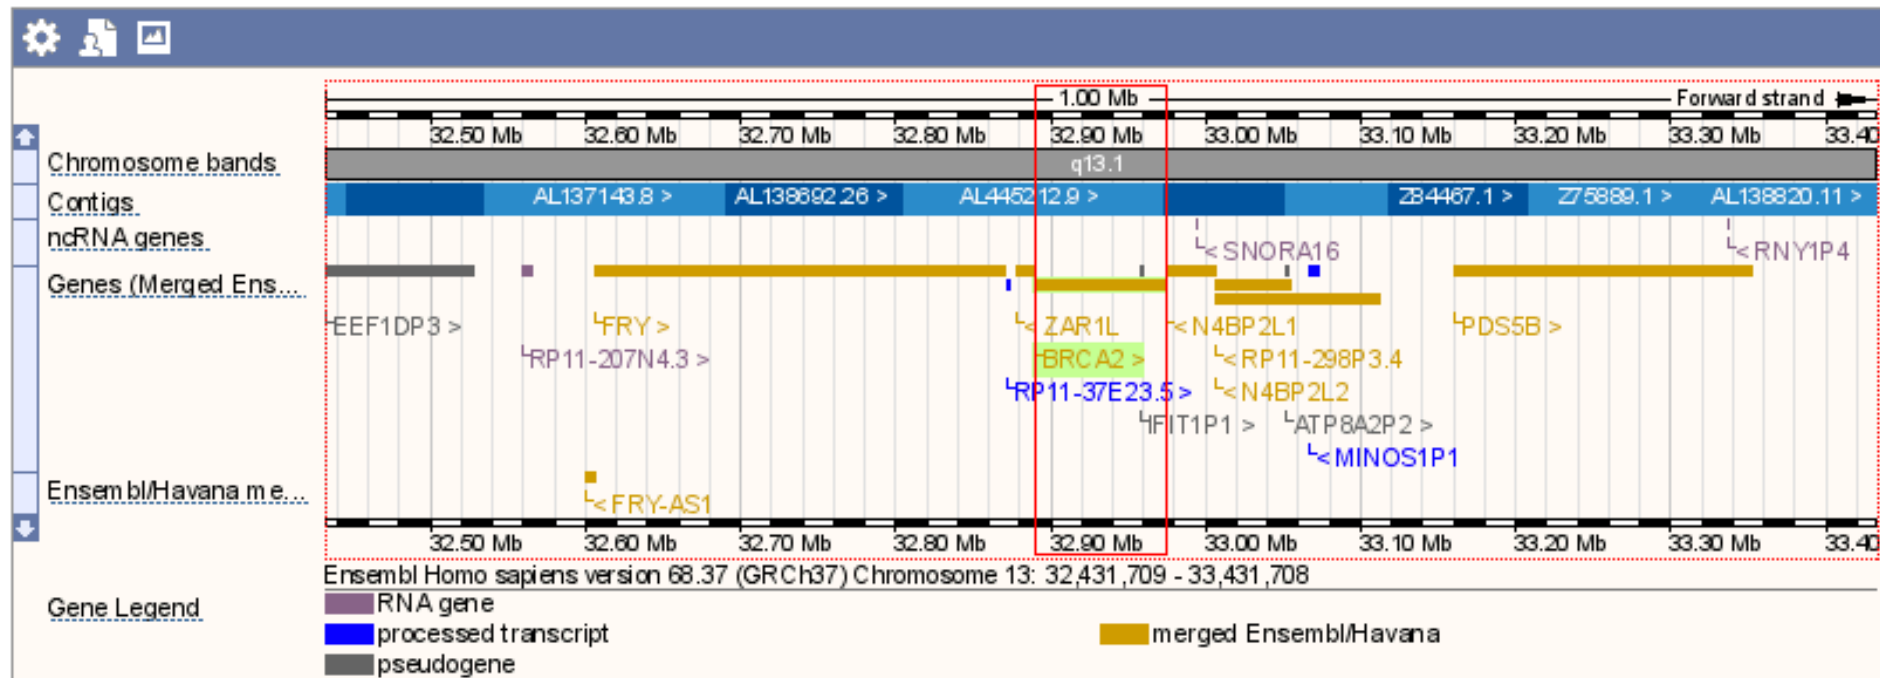 1.00 Mb Forward strand
32.50 Mb 32.60 Mb 32.70 Mb 32.80 Mb 32.90 Mb 33.00 Mb 33.10 Mb 33.20 Mb 33.30 Mb 33.40
Chromosome bands q13.1
Contigs AL137143.8 > AL138692.26 > AL445212.9 > Z84467.1 > Z75889.1 > AL138820.11 >
ncRNA genes
< SNORA16 < RNY1P4
Genes (Merged Ens...
EEF1DP3 > FRY > < ZAR1L < N4BP2L1 PDS5B >
RP11-207N4.3 > BRCA2 > < RP11-298P3.4
RP11-37E23.5 > < N4BP2L2
IFIT1P1 > ATP8A2P2 >
< MINOS1P1
Ensembl/Havana me...
< FRY-AS1
32.50 Mb 32.60 Mb 32.70 Mb 32.80 Mb 32.90 Mb 33.00 Mb 33.10 Mb 33.20 Mb 33.30 Mb 33.40
Ensembl Homo sapiens version 68.37 (GRCh37) Chromosome 13: 32,431,709 - 33,431,708
Gene Legend
RNA gene
processed transcript merged Ensembl/Havana
pseudogene